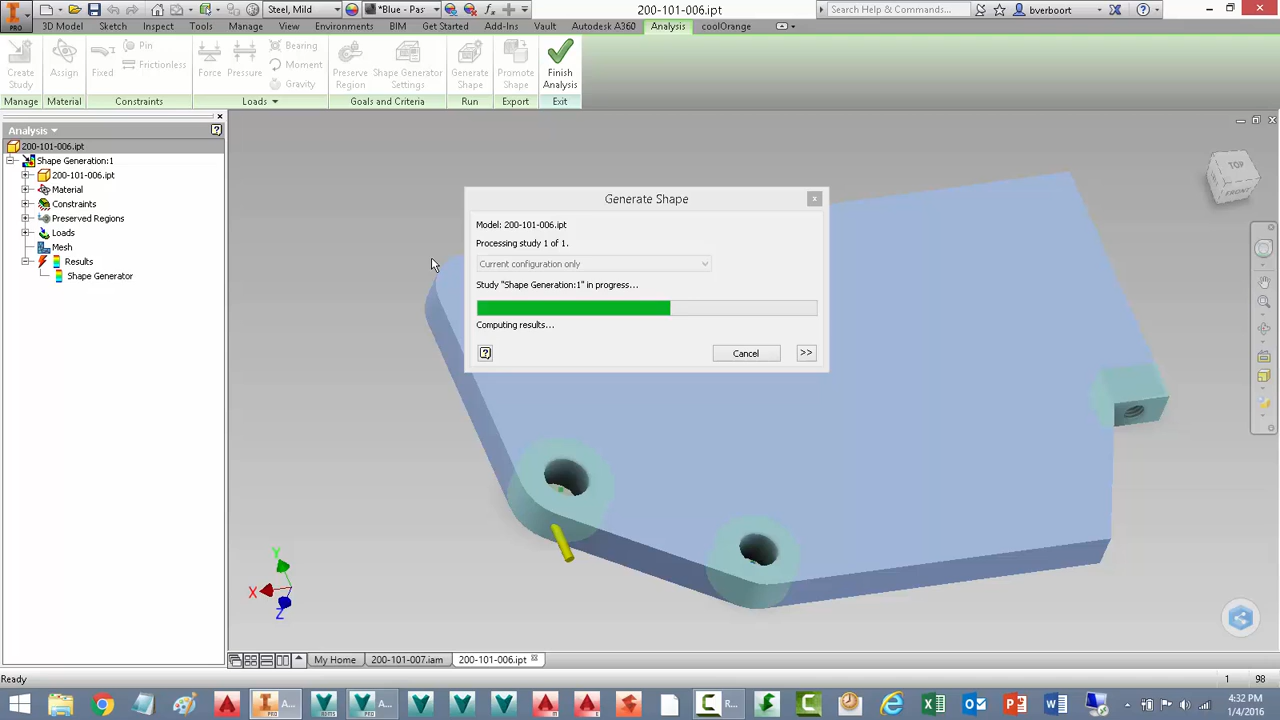 Steel, Mild
*Blue - Pas
200-101-006.ipt
Search Help & Commands...
bverboort
PRO
3D Model
Sketch
Inspect
Tools
Manage
View
Environments
BIM
Get Started
Add-Ins
Vault
Autodesk A360
Analysis
coolOrange
Create Study
Assign
Fixed
Pin
Frictionless
Force
Pressure
Bearing
Moment
Gravity
Preserve Region
Shape Generator Settings
Generate Shape
Promote Shape
Finish Analysis
Manage
Material
Constraints
Loads
Goals and Criteria
Run
Export
Exit
Analysis
200-101-006.ipt
Shape Generation:1
200-101-006.ipt
Material
Constraints
Preserved Regions
Loads
Mesh
Results
Shape Generator
Generate Shape
x
Model: 200-101-006.ipt
Processing study 1 of 1.
Current configuration only
Study "Shape Generation:1" in progress...
Computing results...
Cancel
>>
TOP
FRONT
Y
X
Z
My Home
200-101-007.iam
200-101-006.ipt
Ready
1
98
A...
A...
R...
4:32 PM
1/4/2016